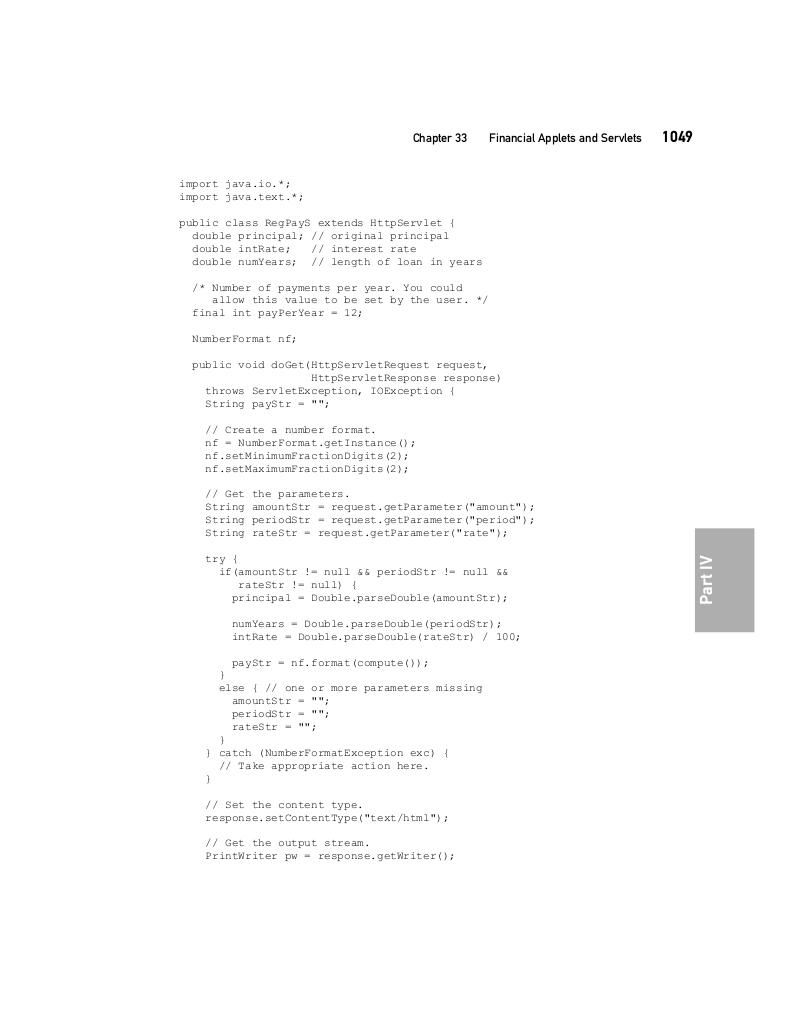 Chapter 33 Financial Applets and Servlets 1049
import java.io.*;
import java.text.*;
public class RegPayS extends HttpServlet {
double principal; // original principal
double intRate; // interest rate
double numYears; // length of loan in years
/* Number of payments per year. You could
allow this value to be set by the user. */
final int payPerYear = 12;
NumberFormat nf;
public void doGet(HttpServletRequest request,
HttpServletResponse response)
throws ServletException, IOException {
String payStr = "";
// Create a number format.
nf = NumberFormat.getInstance();
nf.setMinimumFractionDigits(2);
nf.setMaximumFractionDigits(2);
// Get the parameters.
String amountStr = request.getParameter("amount");
String periodStr = request.getParameter("period");
String rateStr = request.getParameter("rate");
try {
if(amountStr != null && periodStr != null &&
rateStr != null) {
principal = Double.parseDouble(amountStr);
numYears = Double.parseDouble(periodStr);
intRate = Double.parseDouble(rateStr) / 100;
payStr = nf.format(compute());
}
else { // one or more parameters missing
amountStr = "";
periodStr = "";
rateStr = "";
}
} catch (NumberFormatException exc) {
// Take appropriate action here.
}
// Set the content type.
response.setContentType("text/html");
// Get the output stream.
PrintWriter pw = response.getWriter();
Part IV